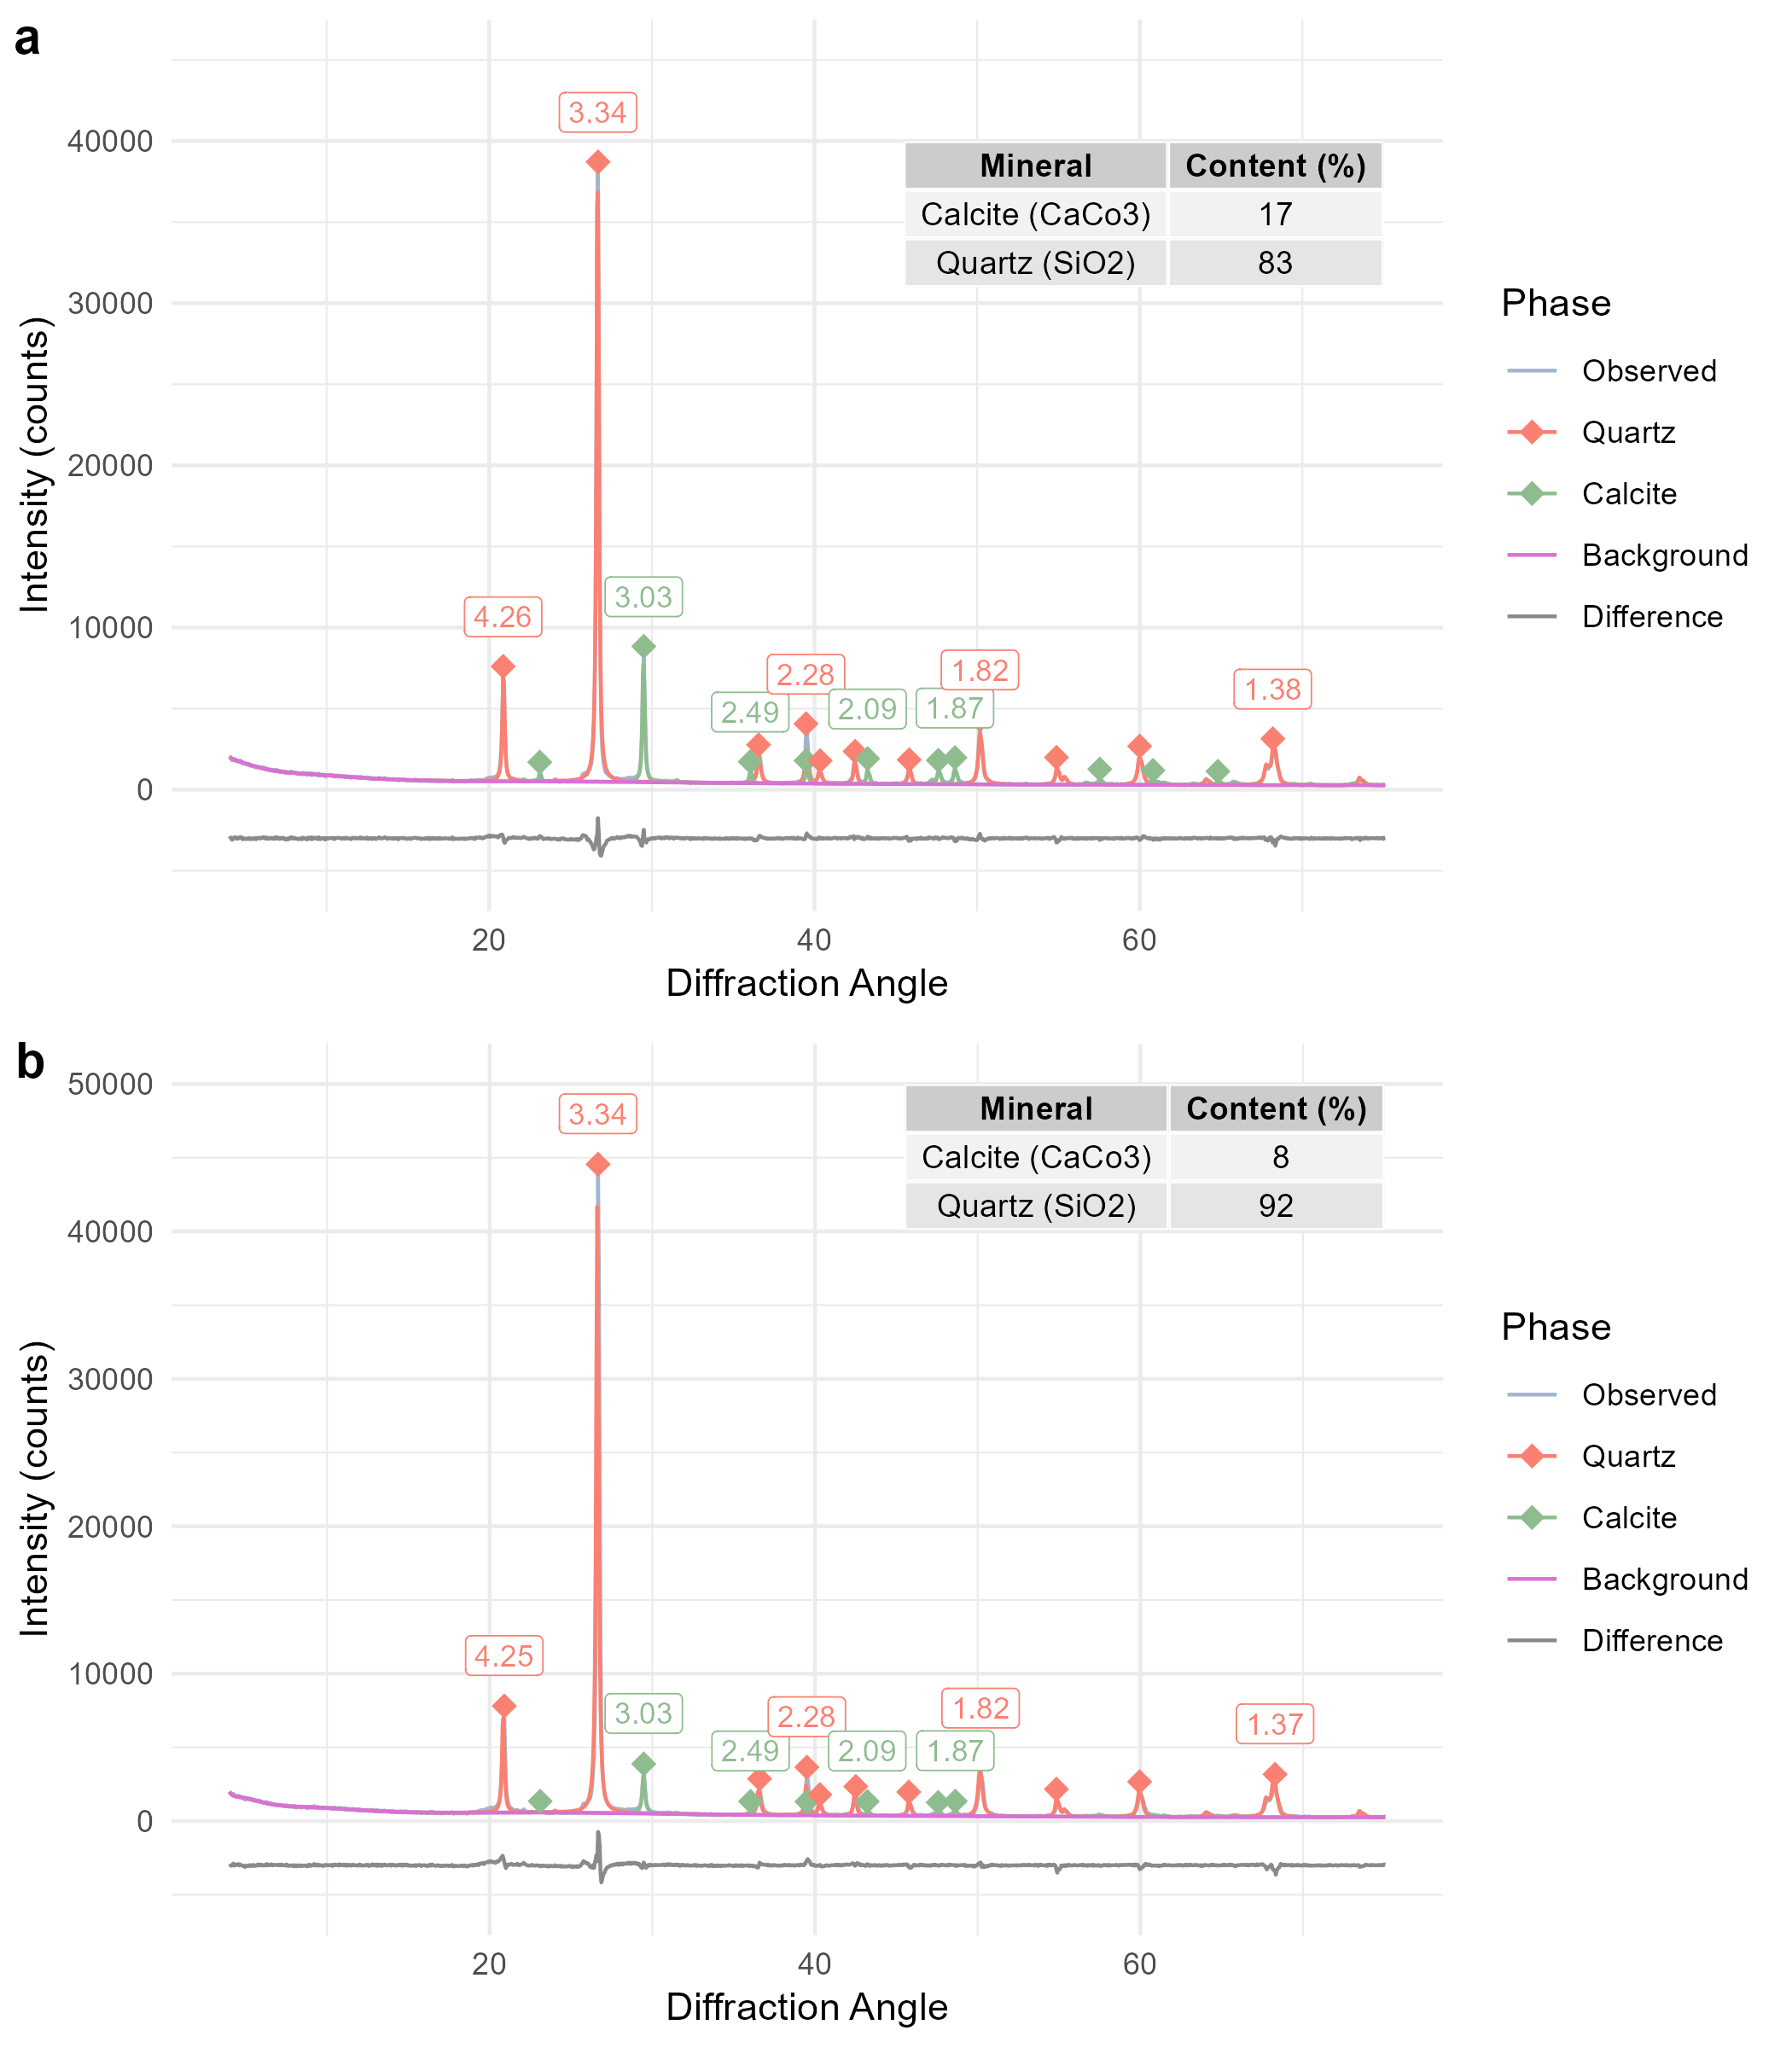 a
3.34
40000
Mineral Content (%)
Calcite (CaCo3) 17
Quartz (SiO2) 83
30000
20000
10000
0
Intensity (counts)
4.26
3.03
2.49
2.28
2.09
1.87
1.82
1.38
20 40 60
Diffraction Angle
Phase
Observed
Quartz
Calcite
Background
Difference
b
50000
3.34
Mineral Content (%)
Calcite (CaCo3) 8
Quartz (SiO2) 92
40000
30000
20000
10000
0
Intensity (counts)
4.25
3.03
2.49
2.28
2.09
1.87
1.82
1.37
20 40 60
Diffraction Angle
Phase
Observed
Quartz
Calcite
Background
Difference